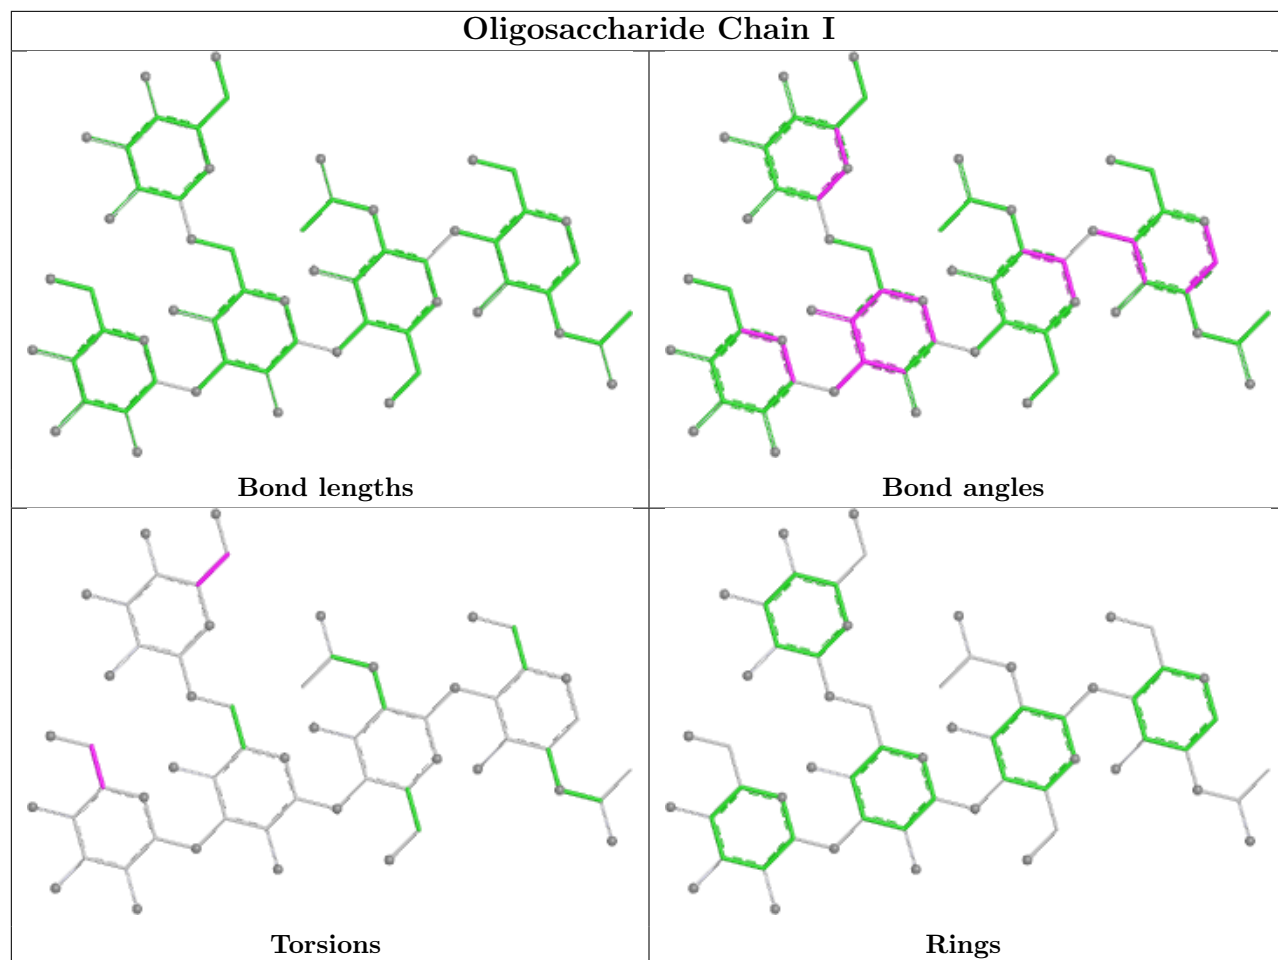 Oligosaccharide Chain I
Bond lengths
Bond angles
Torsions
Rings